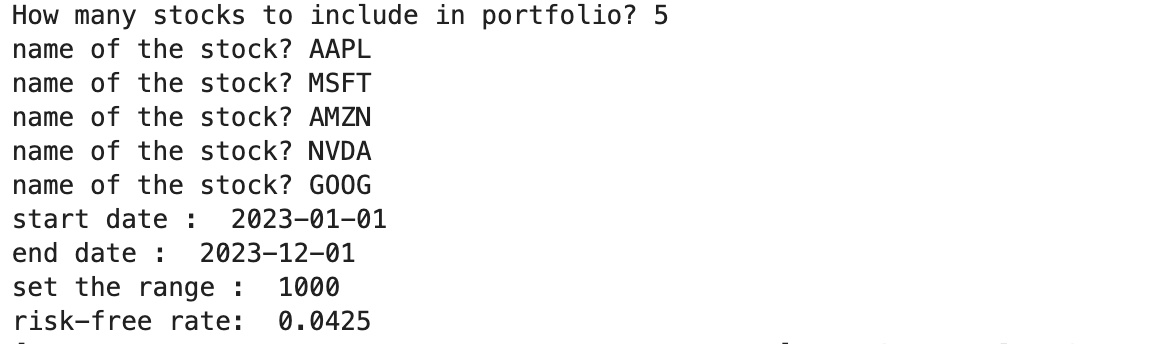 How many stocks to include in portfolio? 5
name of the stock? AAPL
name of the stock? MSFT
name of the stock? AMZN
name of the stock? NVDA
name of the stock? GOOG
start date :  2023-01-01
end date :  2023-12-01
set the range :  1000
risk-free rate:  0.0425